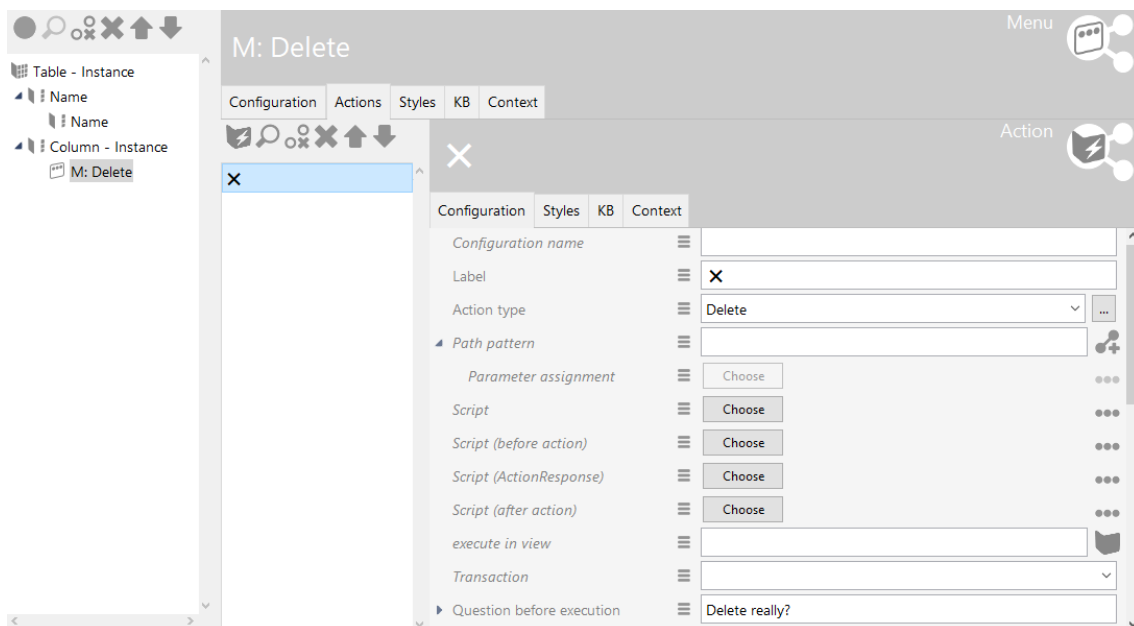 Menu
M: Delete
Table - Instance
Name
Name
Column - Instance
M: Delete
Configuration Actions Styles KB Context
Action
Configuration Styles KB Context
Configuration name
Label
Action type Delete ...
Path pattern
Parameter assignment Choose
Script Choose
Script (before action) Choose
Script (ActionResponse) Choose
Script (after action) Choose
execute in view
Transaction
Question before execution Delete really?